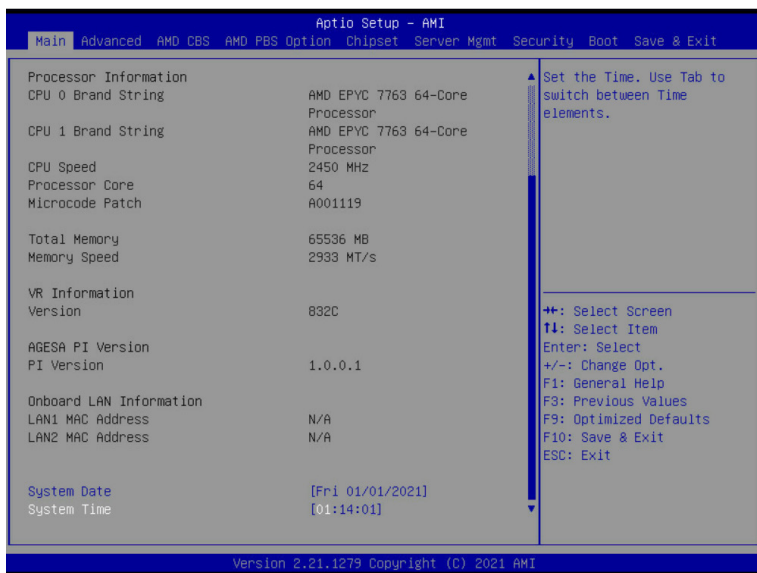 Aptio Setup - AMI
Main Advanced AMD CBS AMD PBS Option Chipset Server Mgmt Security Boot Save & Exit
Processor Information
CPU 0 Brand String AMD EPYC 7763 64-Core
Processor
CPU 1 Brand String AMD EPYC 7763 64-Core
Processor
CPU Speed 2450 MHz
Processor Core 64
Microcode Patch A001119
Total Memory 65536 MB
Memory Speed 2933 MT/s
VR Information
Version 832C
AGESA PI Version
PI Version 1.0.0.1
Onboard LAN Information
LAN1 MAC Address N/A
LAN2 MAC Address N/A
System Date [Fri 01/01/2021]
System Time [01:14:01]
Set the Time. Use Tab to
switch between Time
elements.
→←: Select Screen
↑↓: Select Item
Enter: Select
+/-: Change Opt.
F1: General Help
F3: Previous Values
F9: Optimized Defaults
F10: Save & Exit
ESC: Exit
Version 2.21.1279 Copyright (C) 2021 AMI